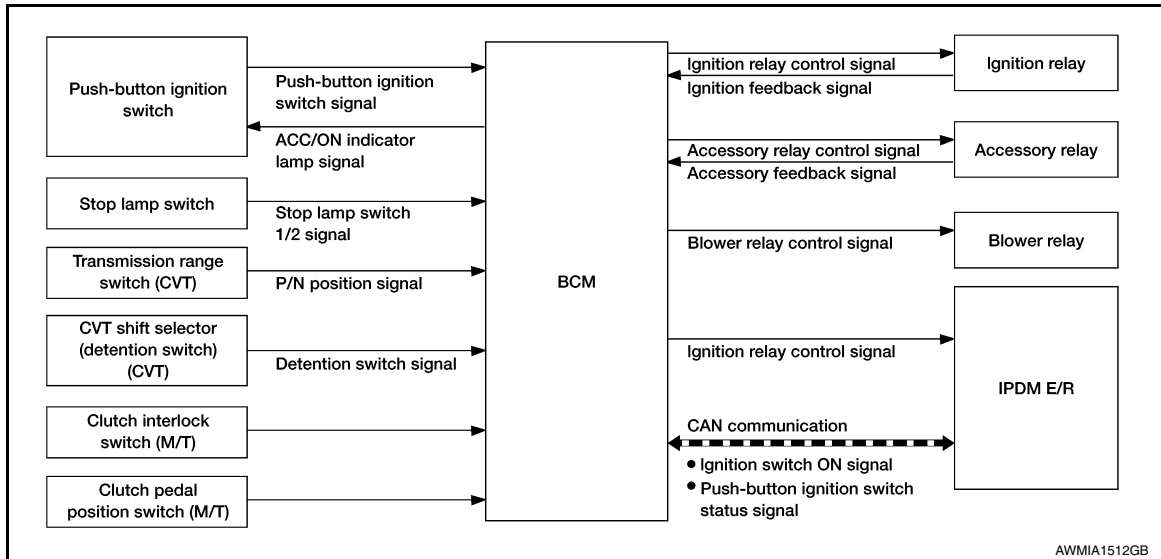 Push-button ignition
switch
Push-button ignition
switch signal
ACC/ON indicator
lamp signal
Stop lamp switch
Stop lamp switch
1/2 signal
Transmission range
switch (CVT)
P/N position signal
CVT shift selector
(detention switch)
(CVT)
Detention switch signal
Clutch interlock
switch (M/T)
Clutch pedal
position switch (M/T)
BCM
Ignition relay control signal
Ignition feedback signal
Ignition relay
Accessory relay control signal
Accessory feedback signal
Accessory relay
Blower relay control signal
Blower relay
Ignition relay control signal
IPDM E/R
CAN communication
● Ignition switch ON signal
● Push-button ignition switch
status signal
AWMIA1512GB